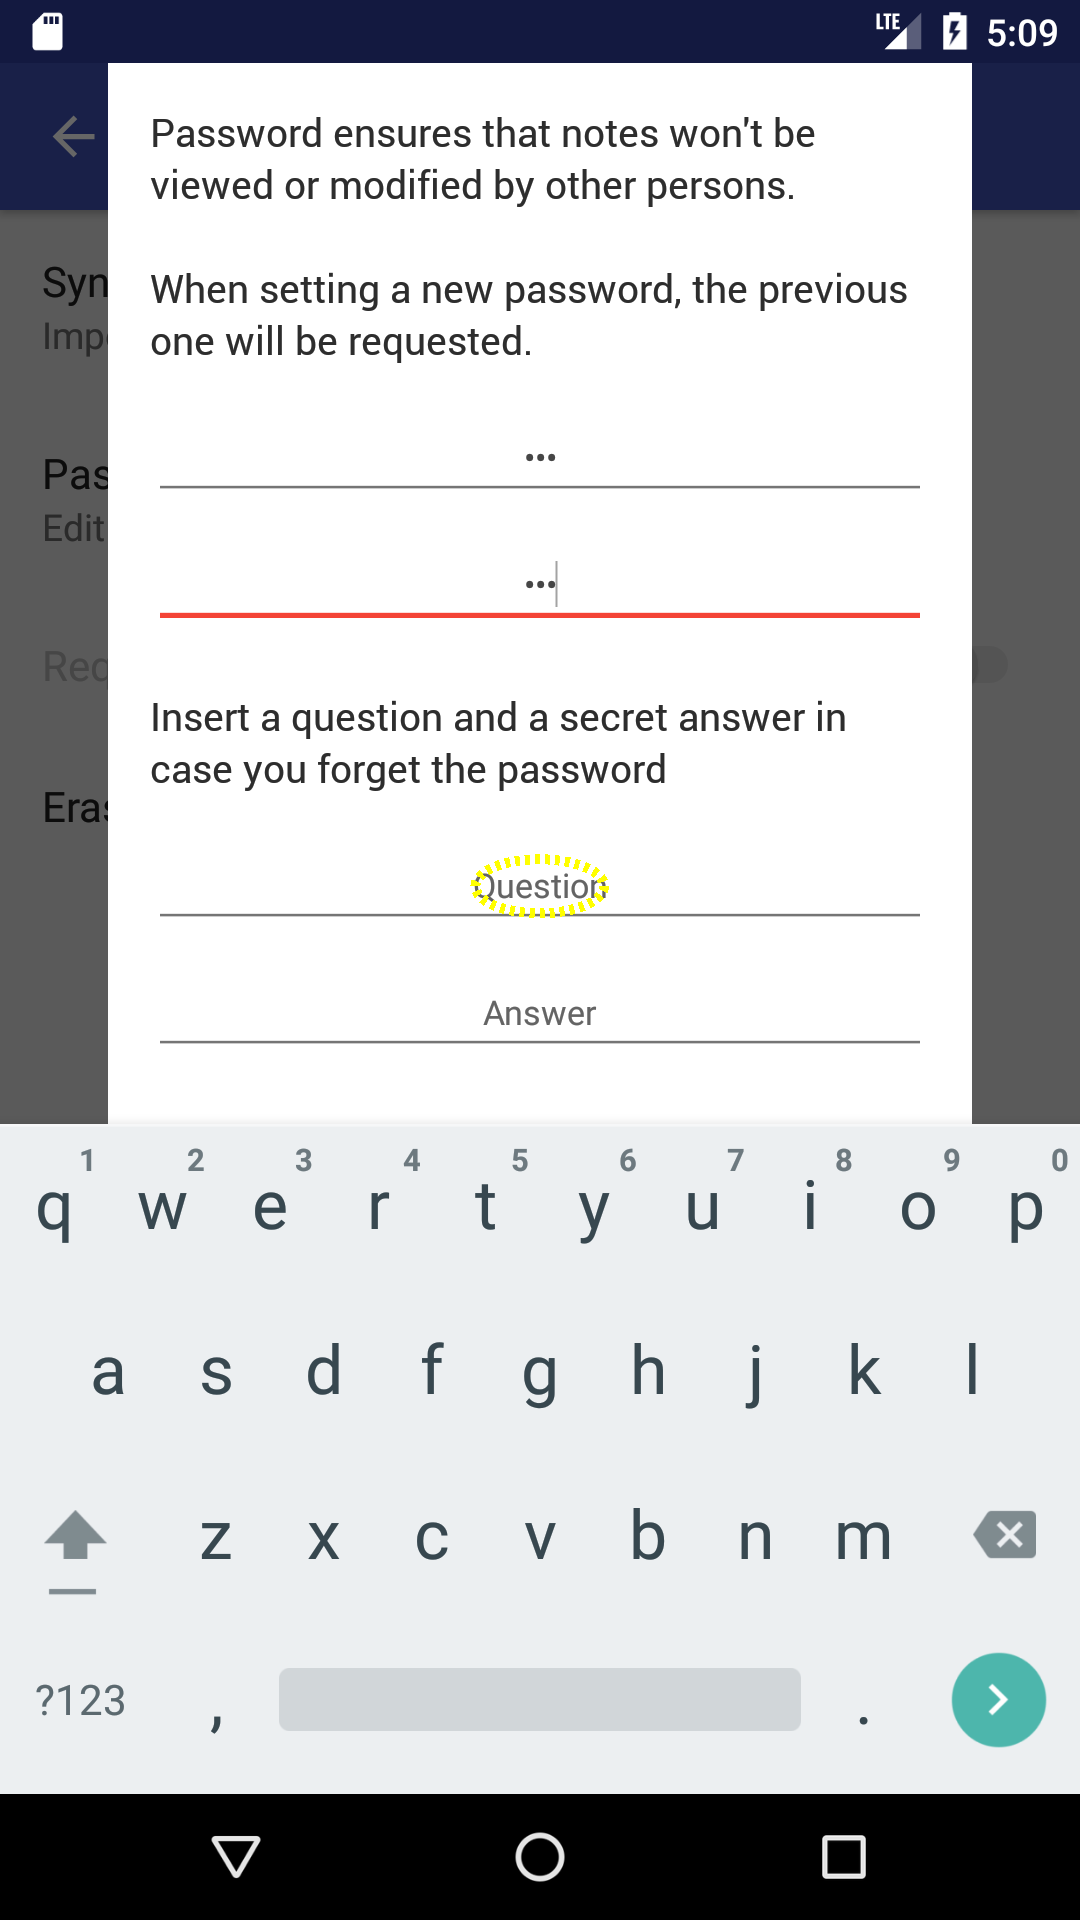 LTE 5:09
Password ensures that notes won't be
viewed or modified by other persons.
When setting a new password, the previous
one will be requested.
Syn
Imp
Pas
Edit
•••
•••
Req
Insert a question and a secret answer in
case you forget the password
Eras
Question
Answer
1 2 3 4 5 6 7 8 9 0
q w e r t y u i o p
a s d f g h j k l
z x c v b n m
?123 , .